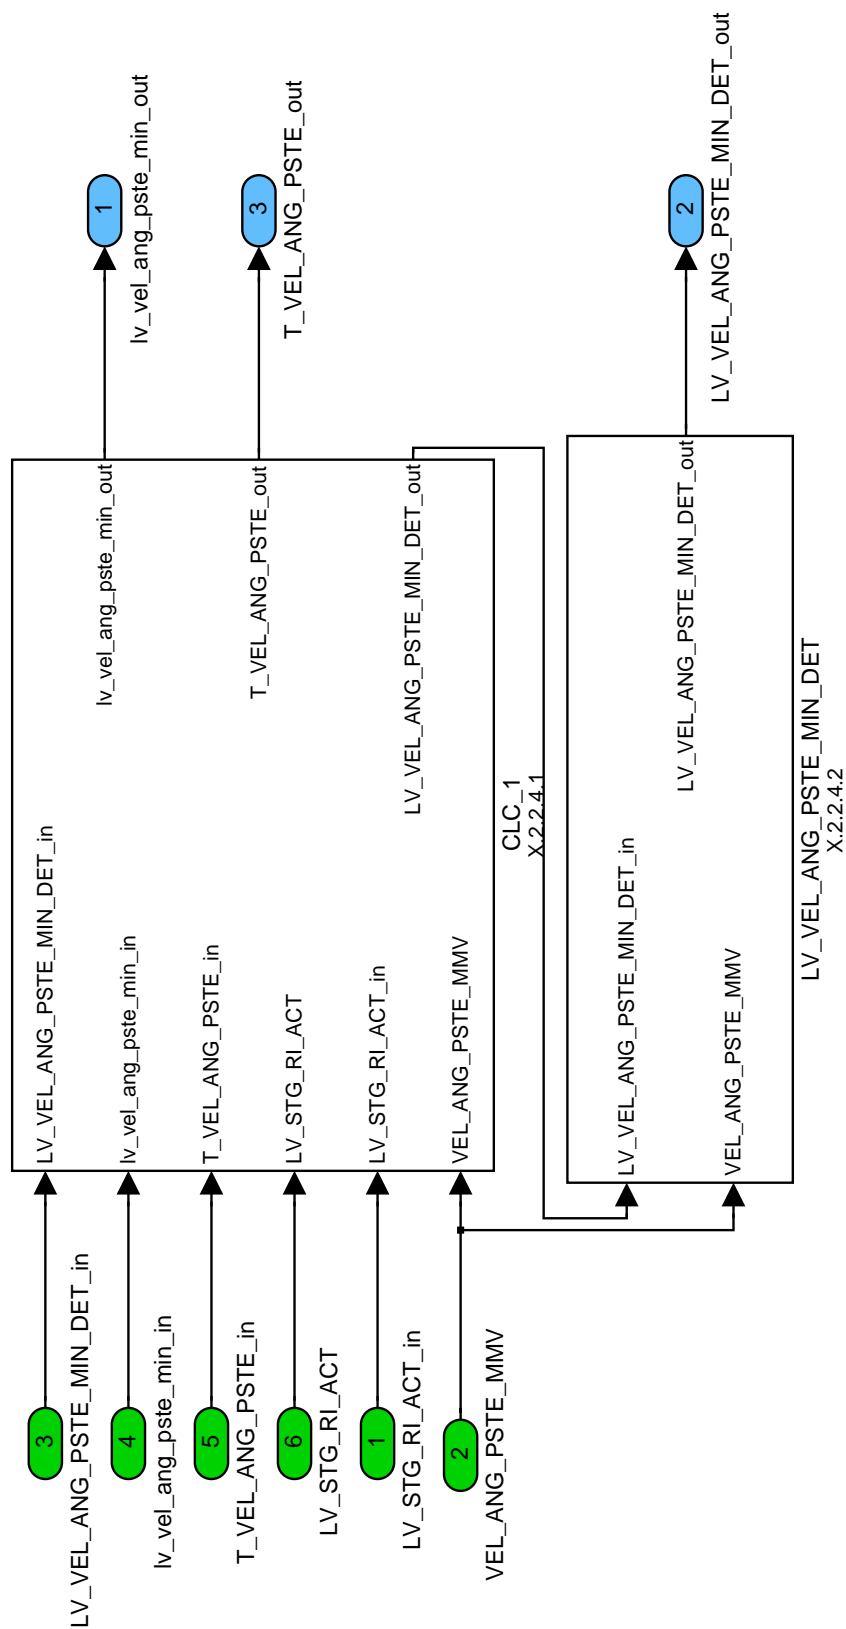 3
LV_VEL_ANG_PSTE_MIN_DET_in
4
lv_vel_ang_pste_min_in
5
T_VEL_ANG_PSTE_in
6
LV_STG_RI_ACT
1
LV_STG_RI_ACT_in
2
VEL_ANG_PSTE_MMV
LV_VEL_ANG_PSTE_MIN_DET_in
lv_vel_ang_pste_min_in
T_VEL_ANG_PSTE_in
LV_STG_RI_ACT
LV_STG_RI_ACT_in
VEL_ANG_PSTE_MMV
lv_vel_ang_pste_min_out
T_VEL_ANG_PSTE_out
LV_VEL_ANG_PSTE_MIN_DET_out
CLC_1
X.2.2.4.1
LV_VEL_ANG_PSTE_MIN_DET_in
VEL_ANG_PSTE_MMV
LV_VEL_ANG_PSTE_MIN_DET_out
LV_VEL_ANG_PSTE_MIN_DET
X.2.2.4.2
1
lv_vel_ang_pste_min_out
3
T_VEL_ANG_PSTE_out
2
LV_VEL_ANG_PSTE_MIN_DET_out